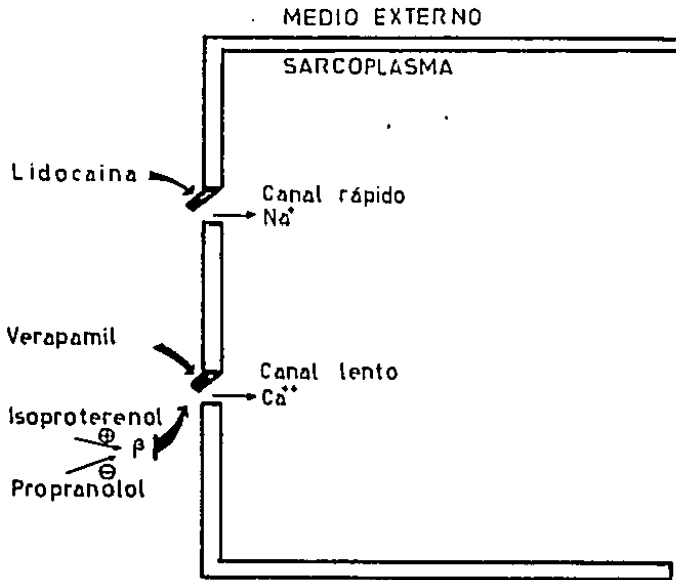 MEDIO EXTERNO
SARCOPLASMA
Lidocaina
Canal rápido
Na⁺
Verapamil
Canal lento
Ca⁺⁺
Isoproterenol
⊕
β
⊖
Propranolol